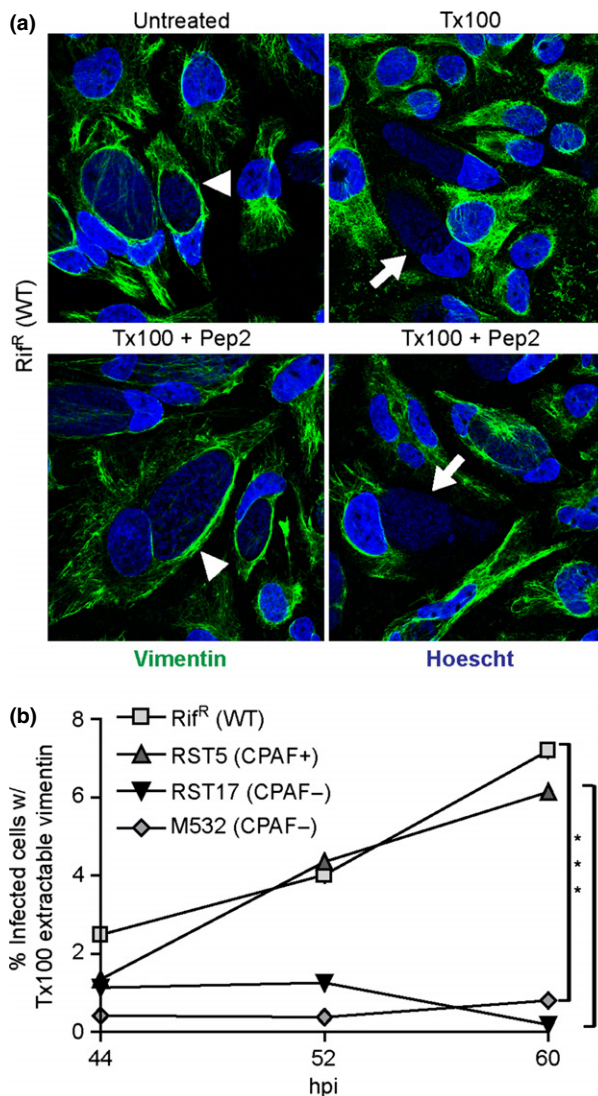 (a)
Untreated
Tx100
Rifᴿ (WT)
Tx100 + Pep2
Tx100 + Pep2
Vimentin
Hoescht
(b)
% Infected cells w/
Tx100 extractable vimentin
8
6
4
2
0
Rifᴿ (WT)
RST5 (CPAF+)
RST17 (CPAF–)
M532 (CPAF–)
* * *
44
52
60
hpi